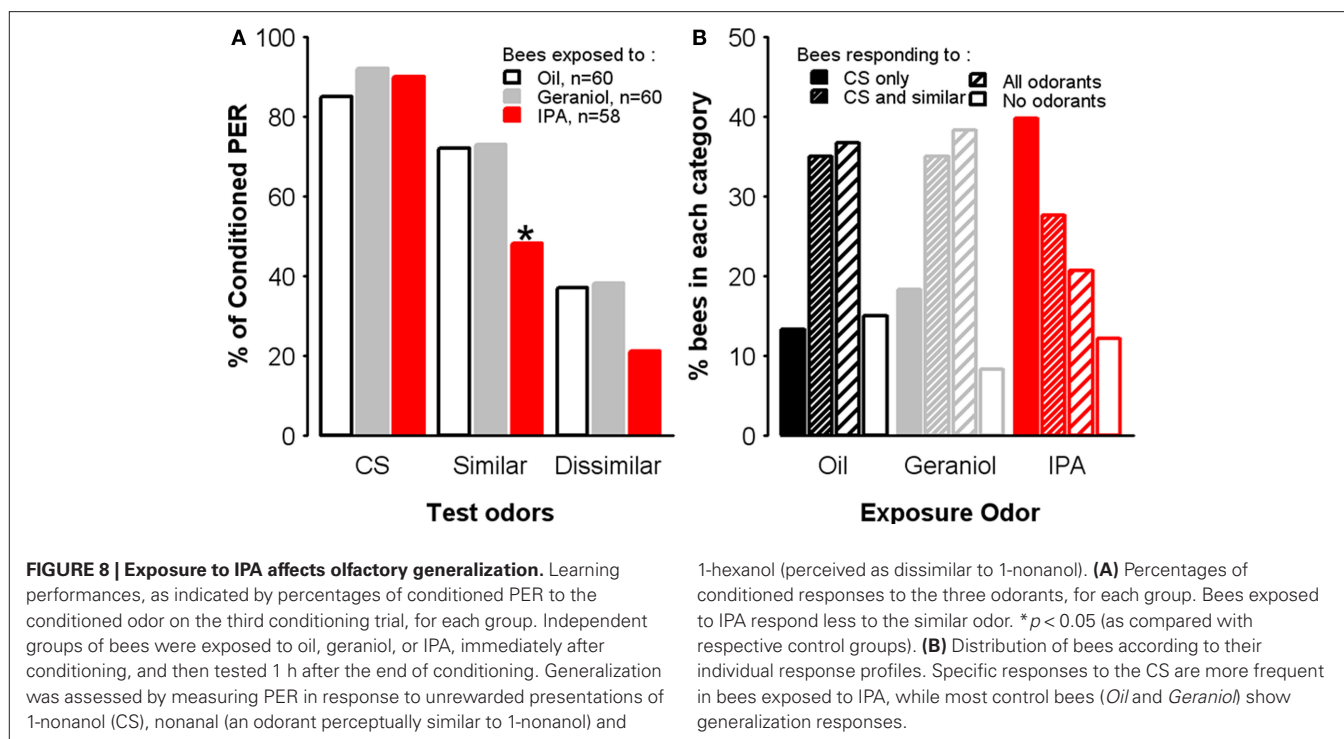 A
100
80
60
40
20
0
% of Conditioned PER
Bees exposed to :
Oil, n=60
Geraniol, n=60
IPA, n=58
*
CS Similar Dissimilar
Test odors
B
50
40
30
20
10
0
% bees in each category
Bees responding to :
CS only
CS and similar
All odorants
No odorants
Oil Geraniol IPA
Exposure Odor
FIGURE 8 | Exposure to IPA affects olfactory generalization. Learning
performances, as indicated by percentages of conditioned PER to the
conditioned odor on the third conditioning trial, for each group. Independent
groups of bees were exposed to oil, geraniol, or IPA, immediately after
conditioning, and then tested 1 h after the end of conditioning. Generalization
was assessed by measuring PER in response to unrewarded presentations of
1-nonanol (CS), nonanal (an odorant perceptually similar to 1-nonanol) and
1-hexanol (perceived as dissimilar to 1-nonanol). (A) Percentages of
conditioned responses to the three odorants, for each group. Bees exposed
to IPA respond less to the similar odor. *p < 0.05 (as compared with
respective control groups). (B) Distribution of bees according to their
individual response profiles. Specific responses to the CS are more frequent
in bees exposed to IPA, while most control bees (Oil and Geraniol) show
generalization responses.